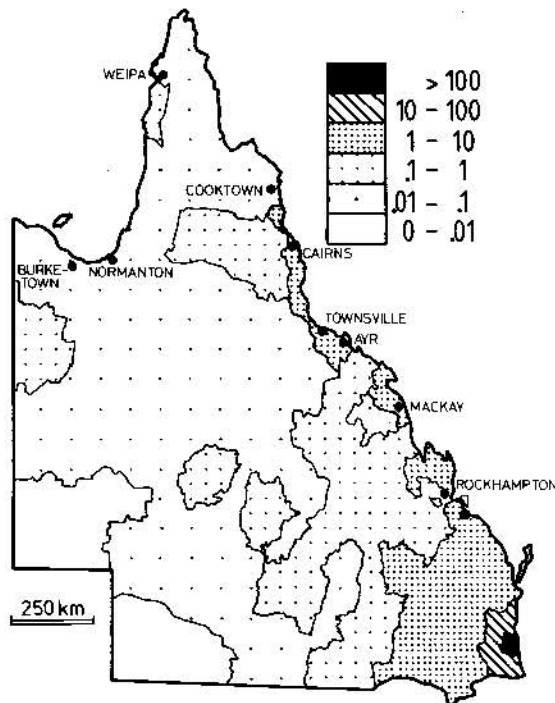 WEIPA
> 100
10 – 100
1 – 10
.1 – 1
.01 – .1
0 – .01
COOKTOWN
CAIRNS
BURKE-
TOWN
NORMANTON
TOWNSVILLE
AYR
MACKAY
ROCKHAMPTON
250 km